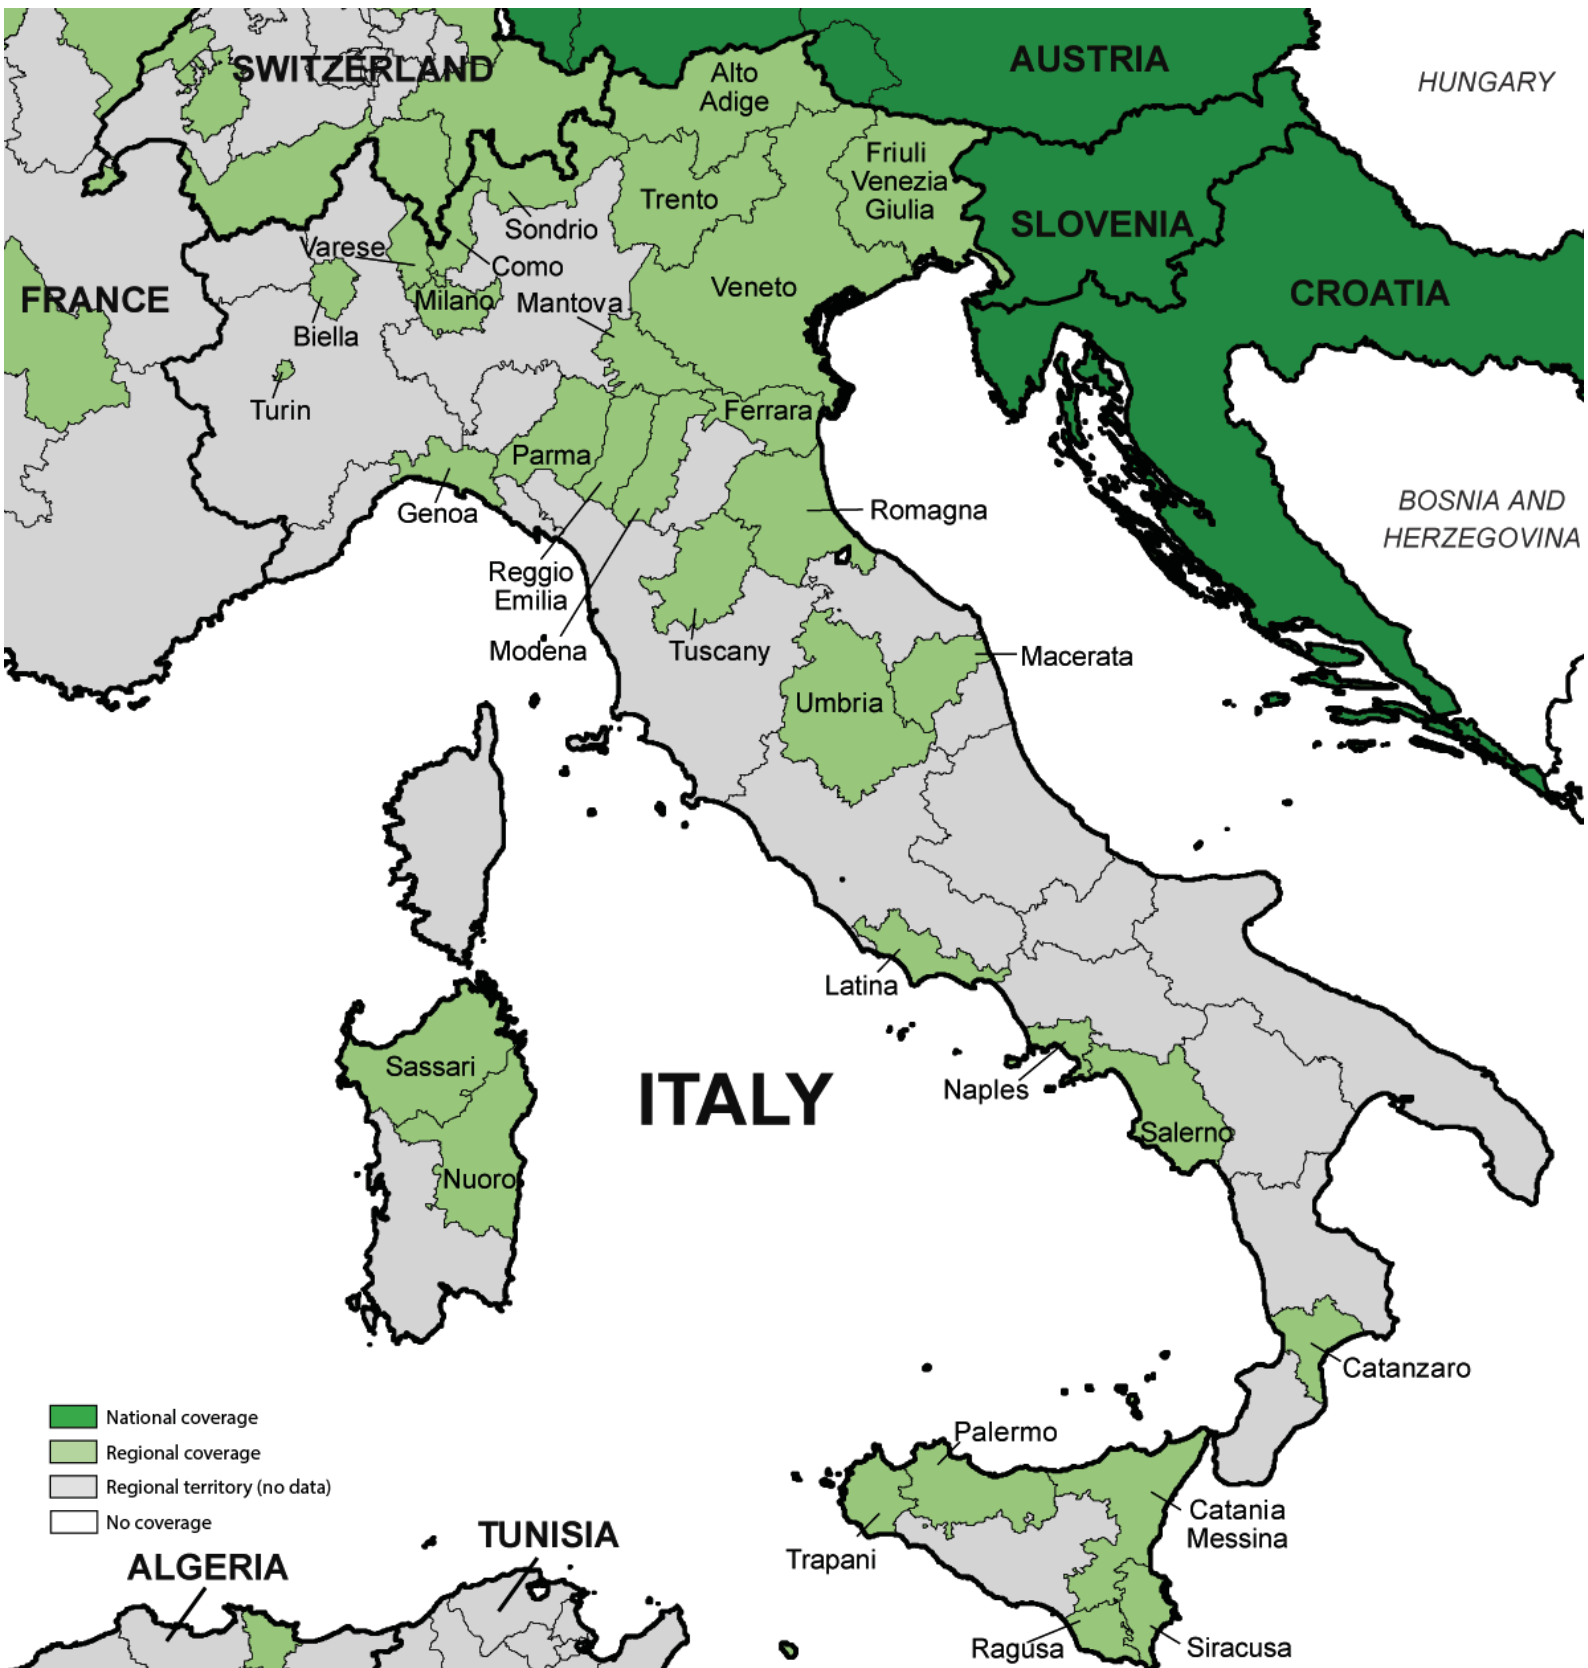 SWITZERLAND
AUSTRIA
HUNGARY
Alto
Adige
Friuli
Venezia
Giulia
Trento
SLOVENIA
Sondrio
Varese
Como
FRANCE
Veneto
CROATIA
Milano
Mantova
Biella
Turin
Ferrara
Parma
Genoa
Romagna
BOSNIA AND
HERZEGOVINA
Reggio
Emilia
Modena
Tuscany
Macerata
Umbria
Latina
Sassari
ITALY
Naples
Salerno
Nuoro
Catanzaro
National coverage
Regional coverage
Regional territory (no data)
No coverage
Palermo
Catania
Messina
TUNISIA
Trapani
ALGERIA
Ragusa
Siracusa